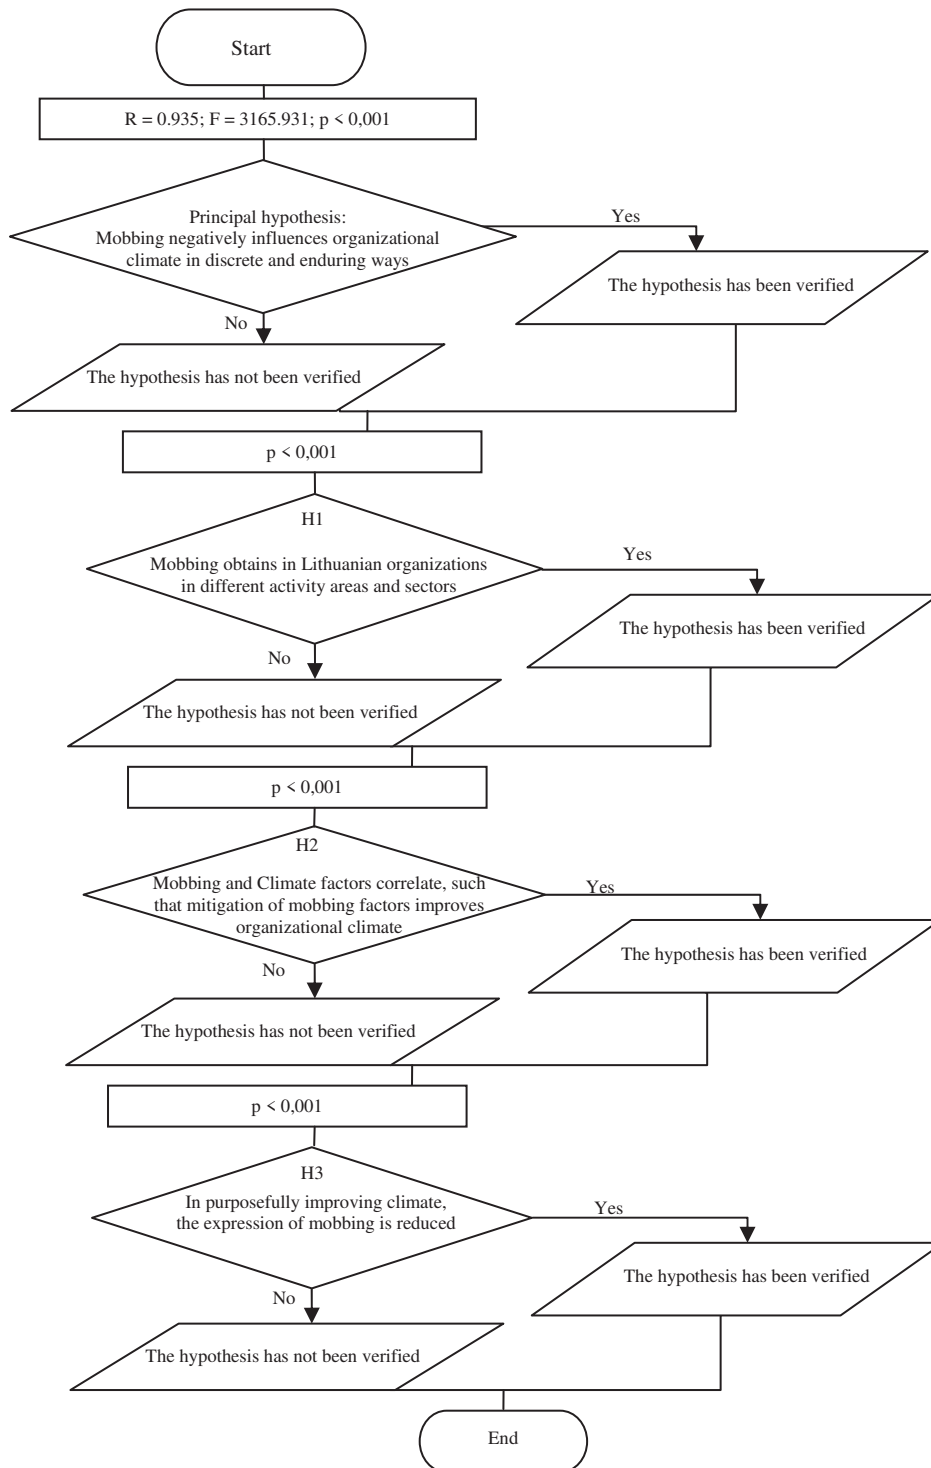 Start
R = 0.935; F = 3165.931; p < 0,001
Principal hypothesis:
Mobbing negatively influences organizational
climate in discrete and enduring ways
Yes
The hypothesis has been verified
No
The hypothesis has not been verified
p < 0,001
H1
Mobbing obtains in Lithuanian organizations
in different activity areas and sectors
Yes
The hypothesis has been verified
No
The hypothesis has not been verified
p < 0,001
H2
Mobbing and Climate factors correlate, such
that mitigation of mobbing factors improves
organizational climate
Yes
The hypothesis has been verified
No
The hypothesis has not been verified
p < 0,001
H3
In purposefully improving climate,
the expression of mobbing is reduced
Yes
The hypothesis has been verified
No
The hypothesis has not been verified
End